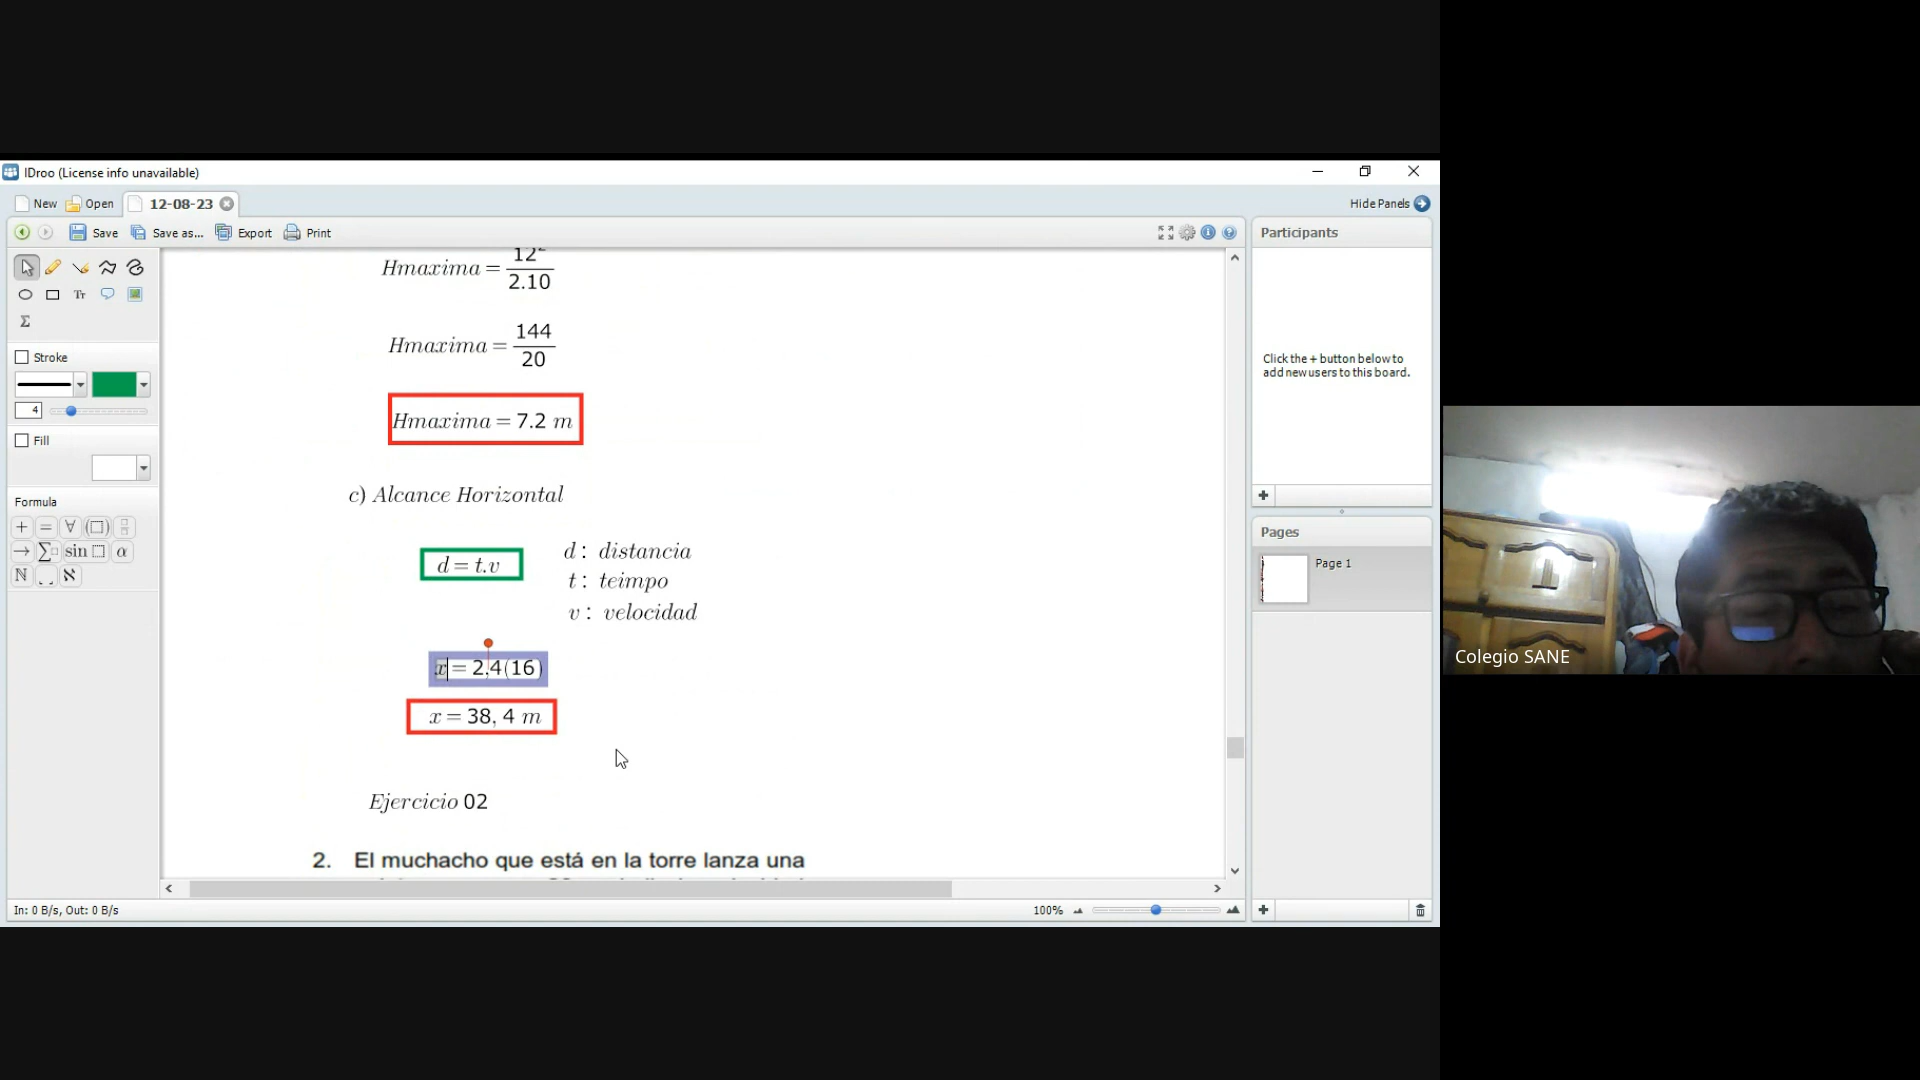 IDroo (License info unavailable)
New Open 12-08-23 Hide Panels
Save Save as... Export Print
Participants
Hmaxima = 12² / 2.10
Hmaxima = 144 / 20
Hmaxima = 7.2 m
c) Alcance Horizontal
d = t.v
d : distancia
t : teimpo
v : velocidad
x = 2,4(16)
x = 38, 4 m
Ejercicio 02
2. El muchacho que está en la torre lanza una
Tr
Σ
Stroke
4
Fill
Formula
+ = ∀ (□)
→ Σ□ sin□ α
ℕ ℵ
In: 0 B/s, Out: 0 B/s
100%
Click the + button below to
add new users to this board.
Pages
Page 1
Colegio SANE